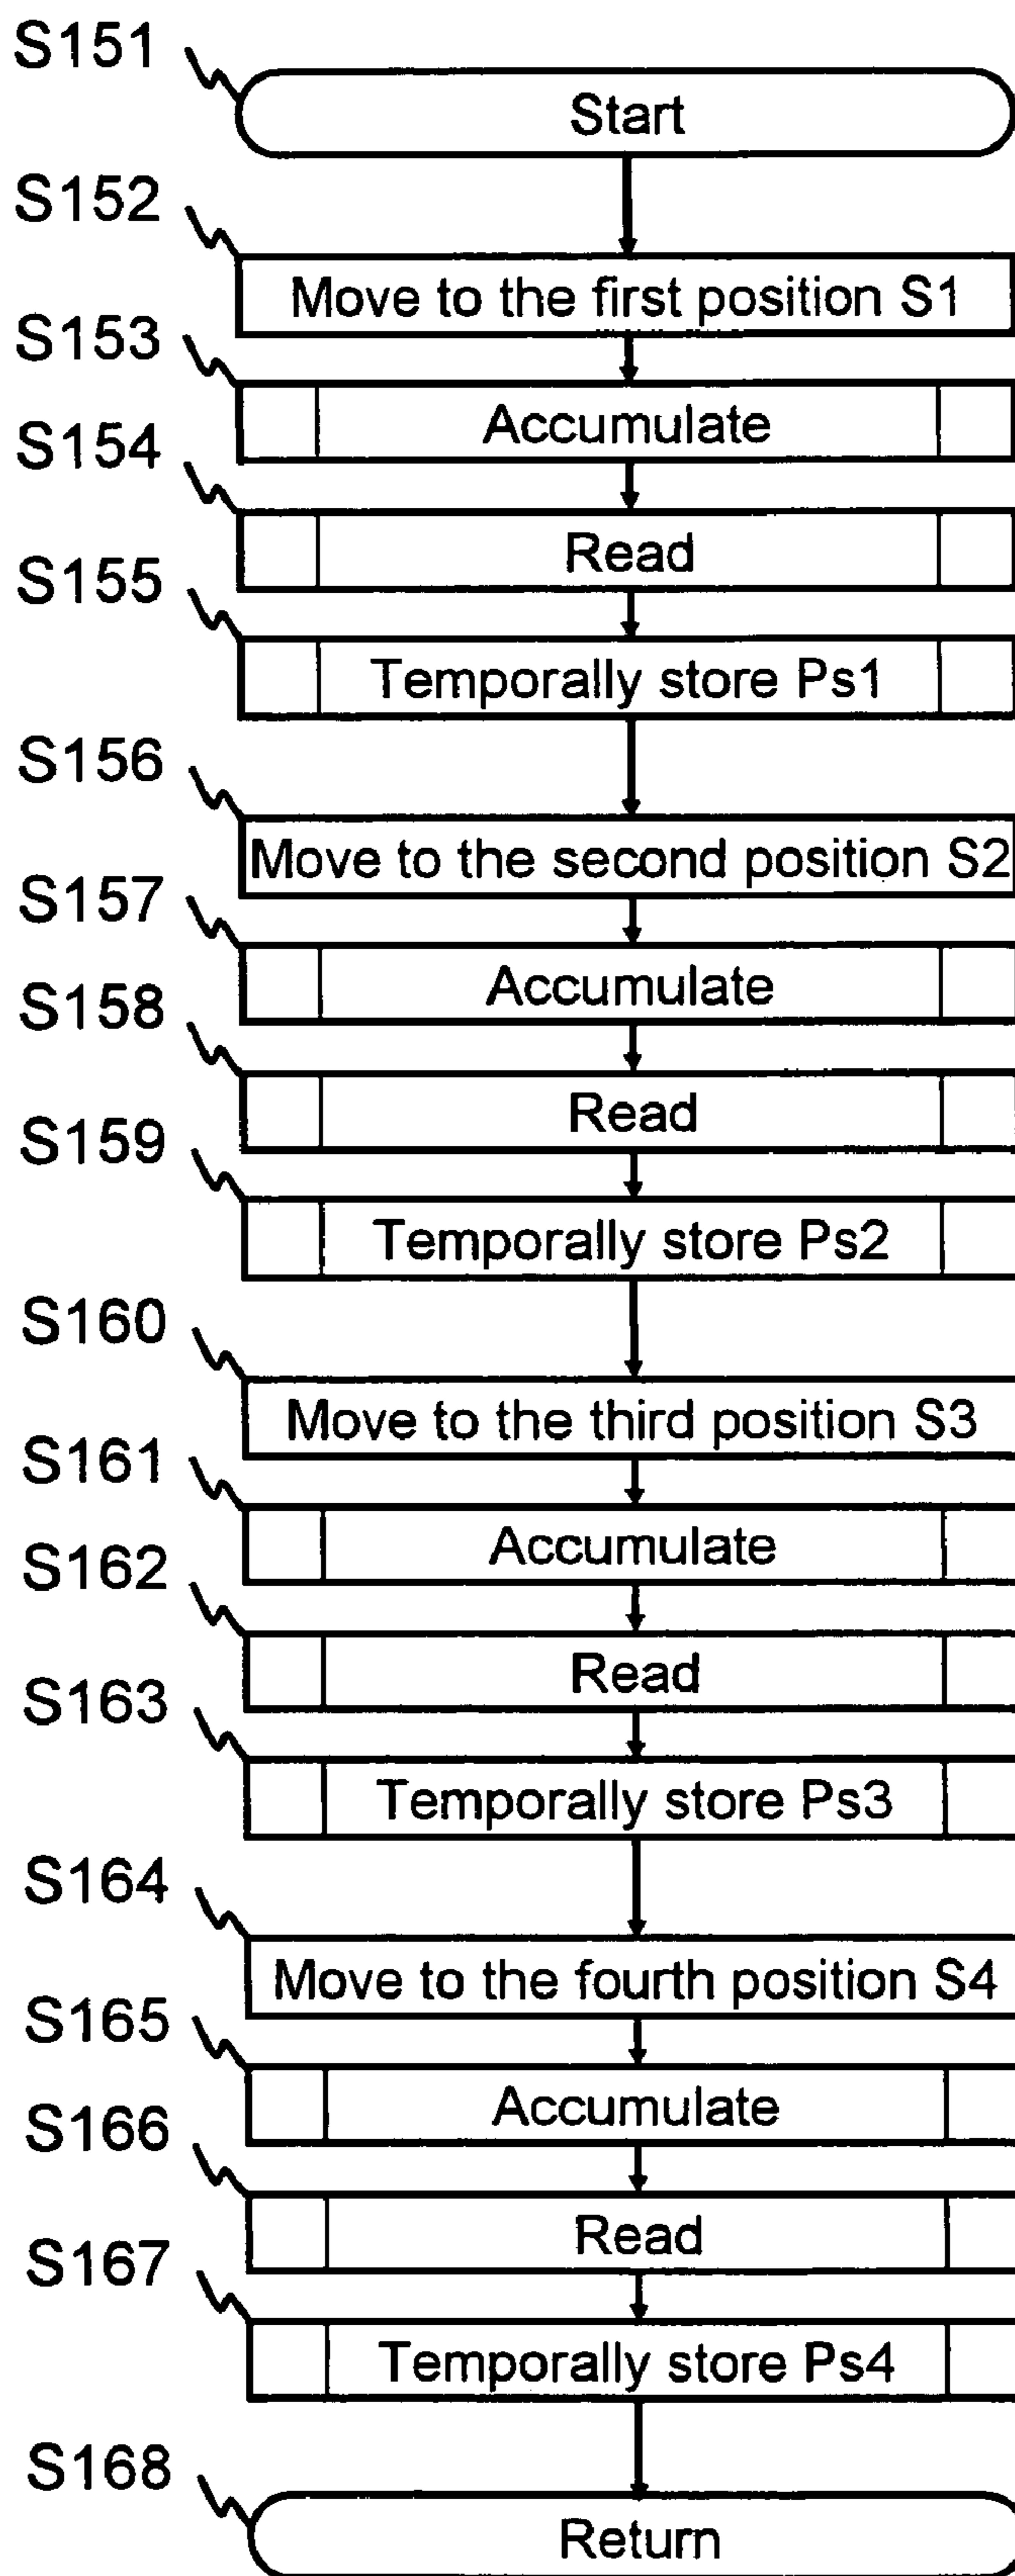 S151
Start
S152
Move to the first position S1
S153
Accumulate
S154
Read
S155
Temporally store Ps1
S156
Move to the second position S2
S157
Accumulate
S158
Read
S159
Temporally store Ps2
S160
Move to the third position S3
S161
Accumulate
S162
Read
S163
Temporally store Ps3
S164
Move to the fourth position S4
S165
Accumulate
S166
Read
S167
Temporally store Ps4
S168
Return